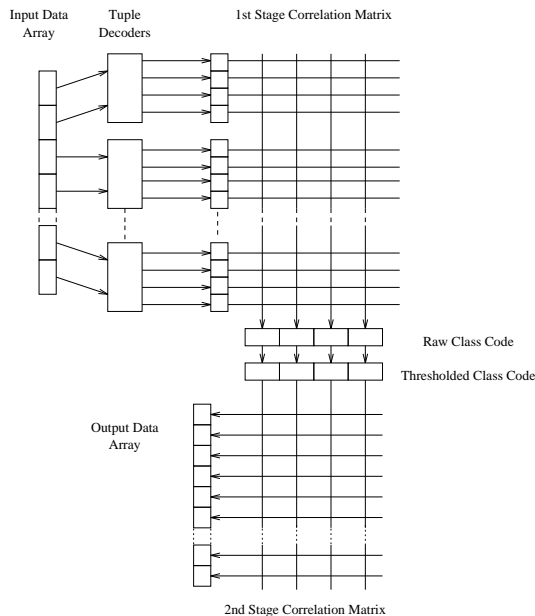 Input Data
Array
Tuple
Decoders
1st Stage Correlation Matrix
Raw Class Code
Thresholded Class Code
Output Data
Array
2nd Stage Correlation Matrix